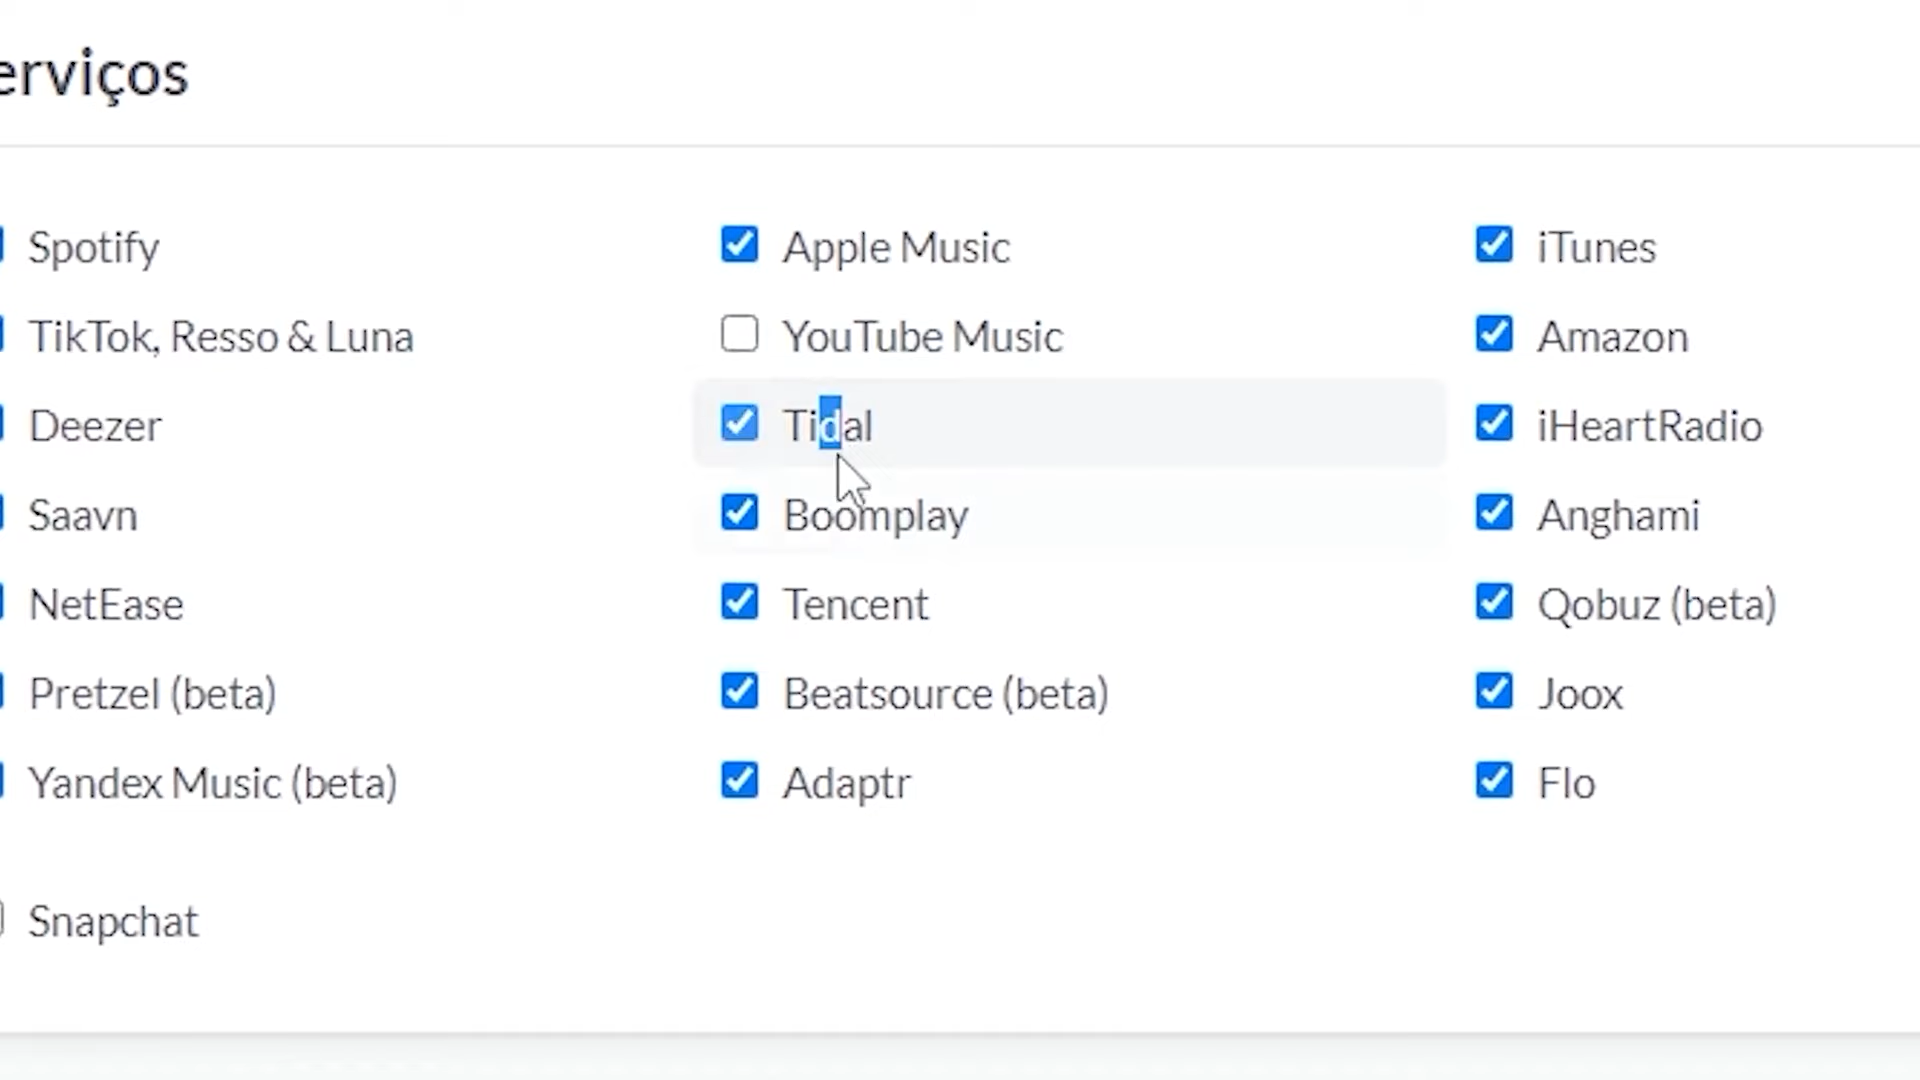 erviços
Spotify
Apple Music
iTunes
TikTok, Resso & Luna
YouTube Music
Amazon
Deezer
Tidal
iHeartRadio
Saavn
Boomplay
Anghami
NetEase
Tencent
Qobuz (beta)
Pretzel (beta)
Beatsource (beta)
Joox
Yandex Music (beta)
Adaptr
Flo
Snapchat